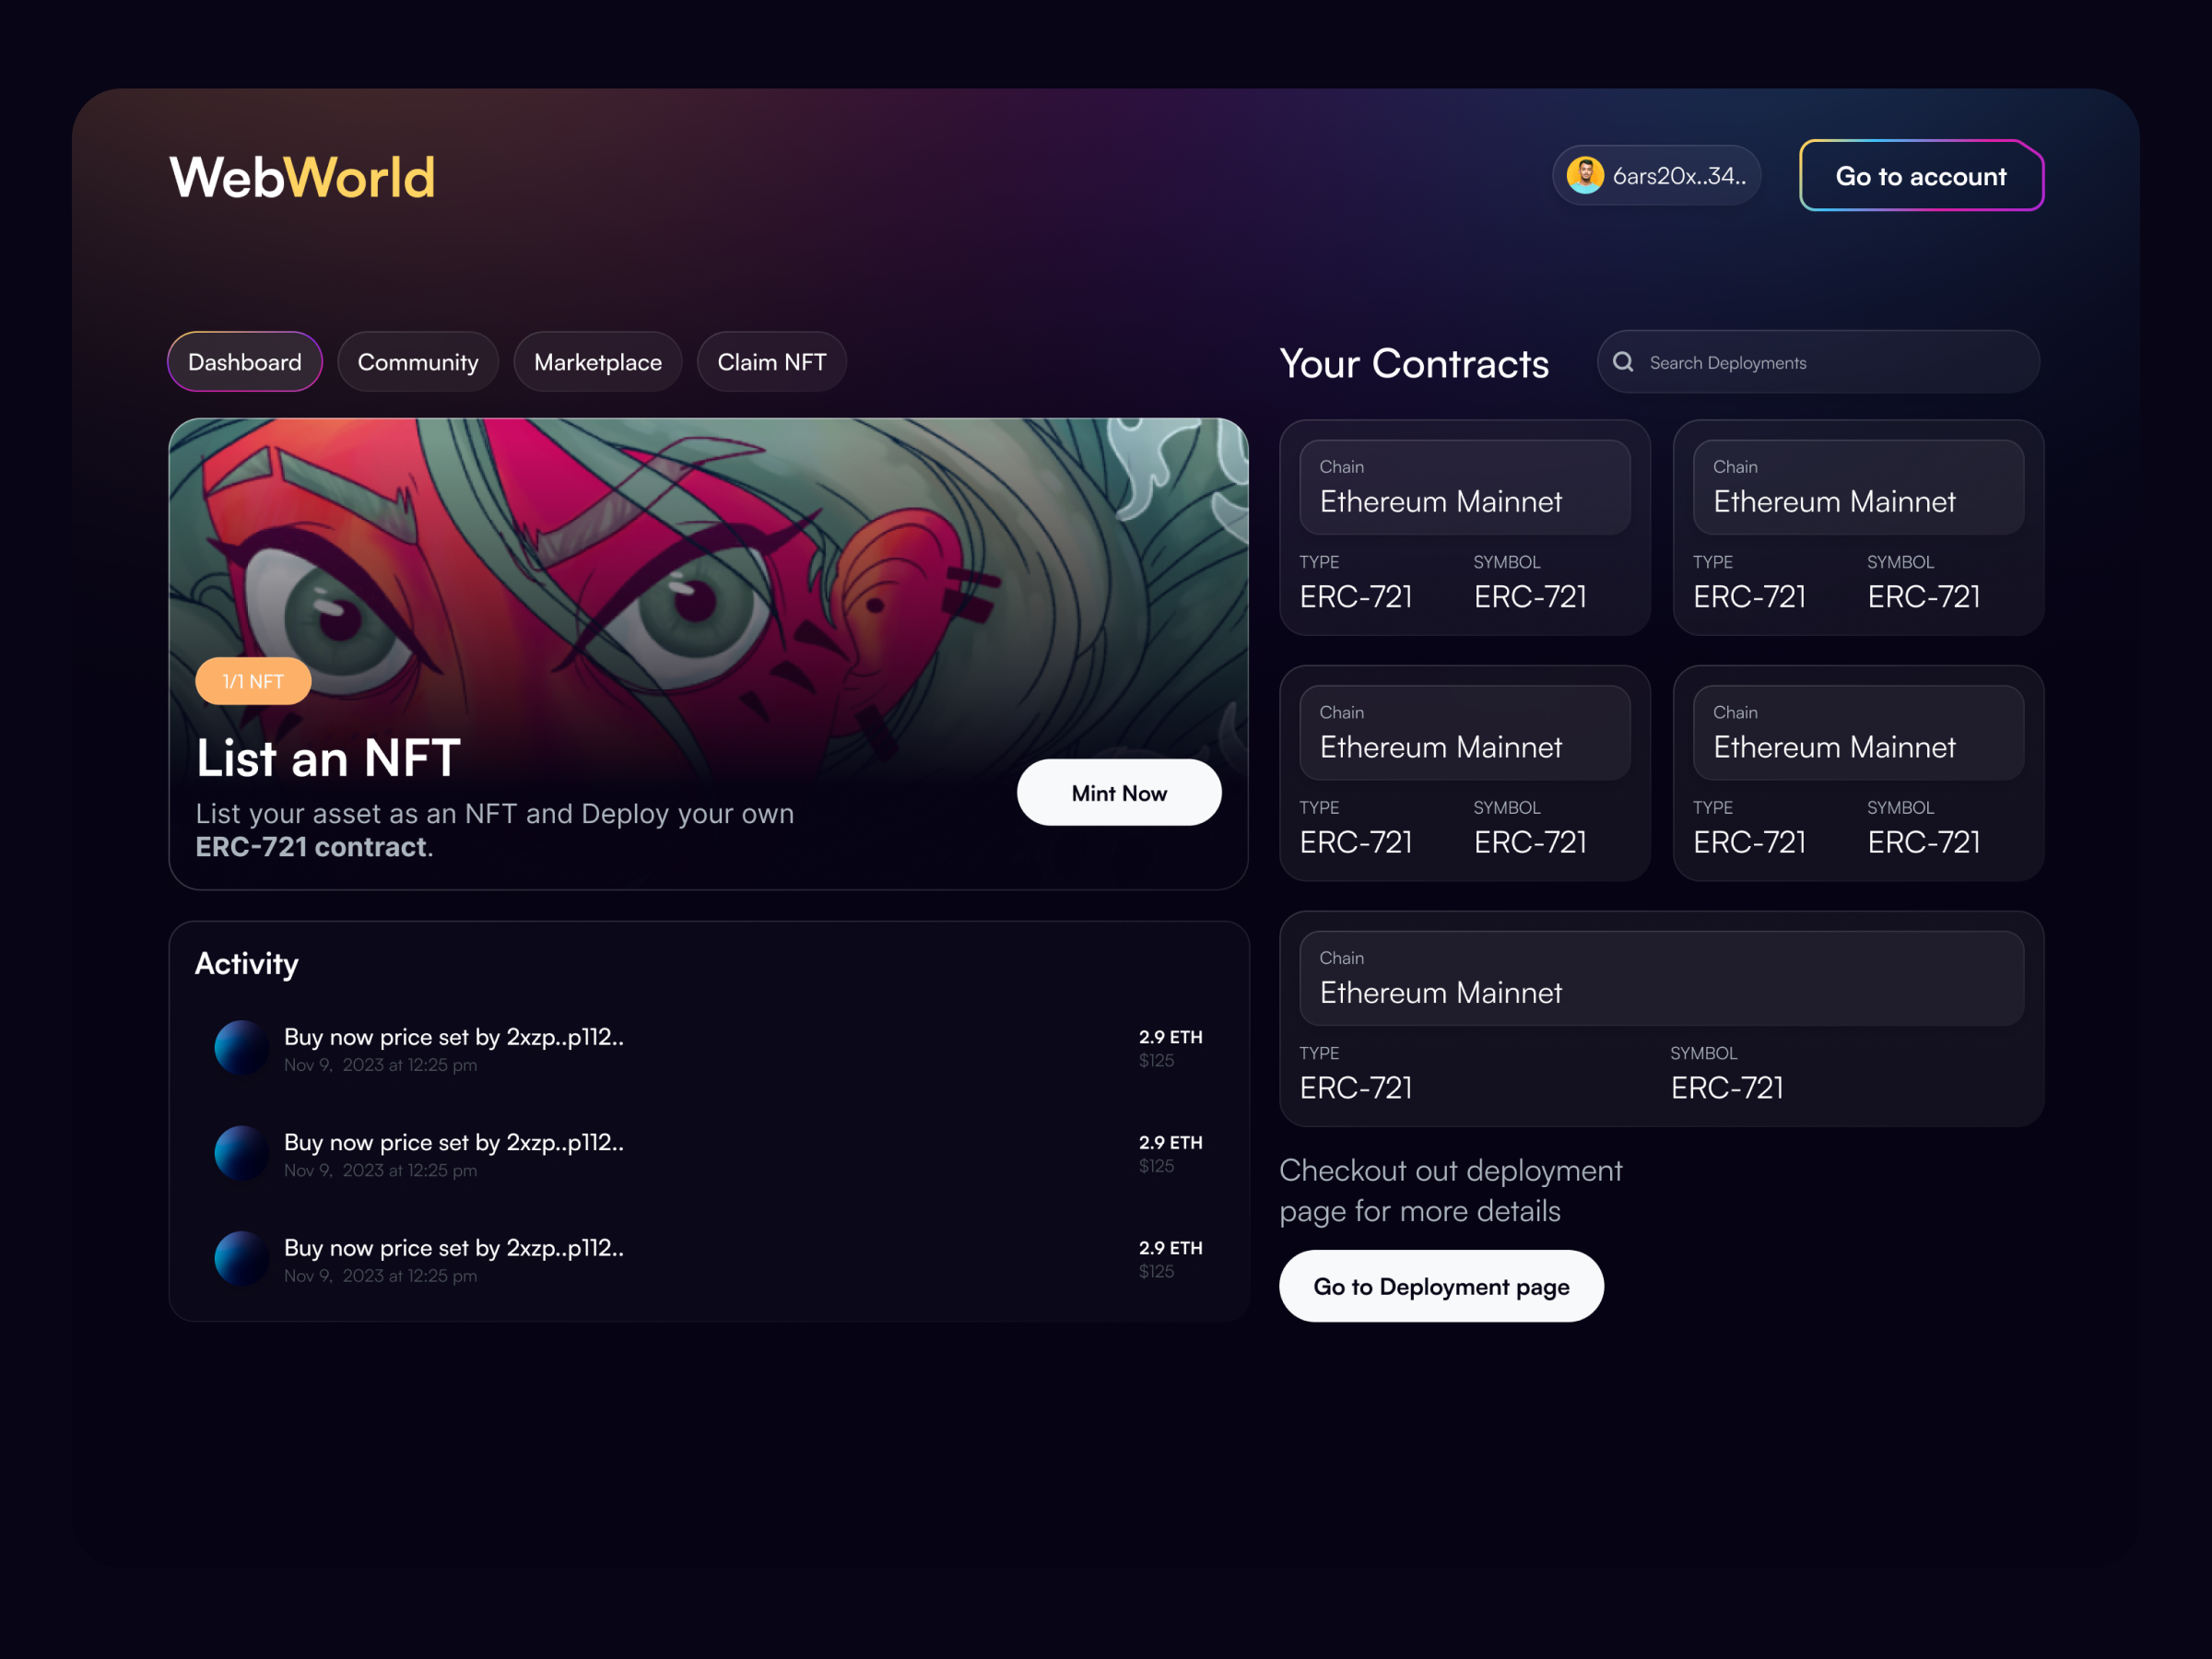 WebWorld
6ars20x..34..
Go to account
Dashboard
Community
Marketplace
Claim NFT
1/1 NFT
List an NFT
List your asset as an NFT and Deploy your own
ERC-721 contract.
Mint Now
Activity
Buy now price set by 2xzp..p112..
Nov 9, 2023 at 12:25 pm
2.9 ETH
$125
Buy now price set by 2xzp..p112..
Nov 9, 2023 at 12:25 pm
2.9 ETH
$125
Buy now price set by 2xzp..p112..
Nov 9, 2023 at 12:25 pm
2.9 ETH
$125
Your Contracts
Search Deployments
Chain
Ethereum Mainnet
TYPE
SYMBOL
ERC-721
ERC-721
Chain
Ethereum Mainnet
TYPE
SYMBOL
ERC-721
ERC-721
Chain
Ethereum Mainnet
TYPE
SYMBOL
ERC-721
ERC-721
Chain
Ethereum Mainnet
TYPE
SYMBOL
ERC-721
ERC-721
Chain
Ethereum Mainnet
TYPE
SYMBOL
ERC-721
ERC-721
Checkout out deployment
page for more details
Go to Deployment page